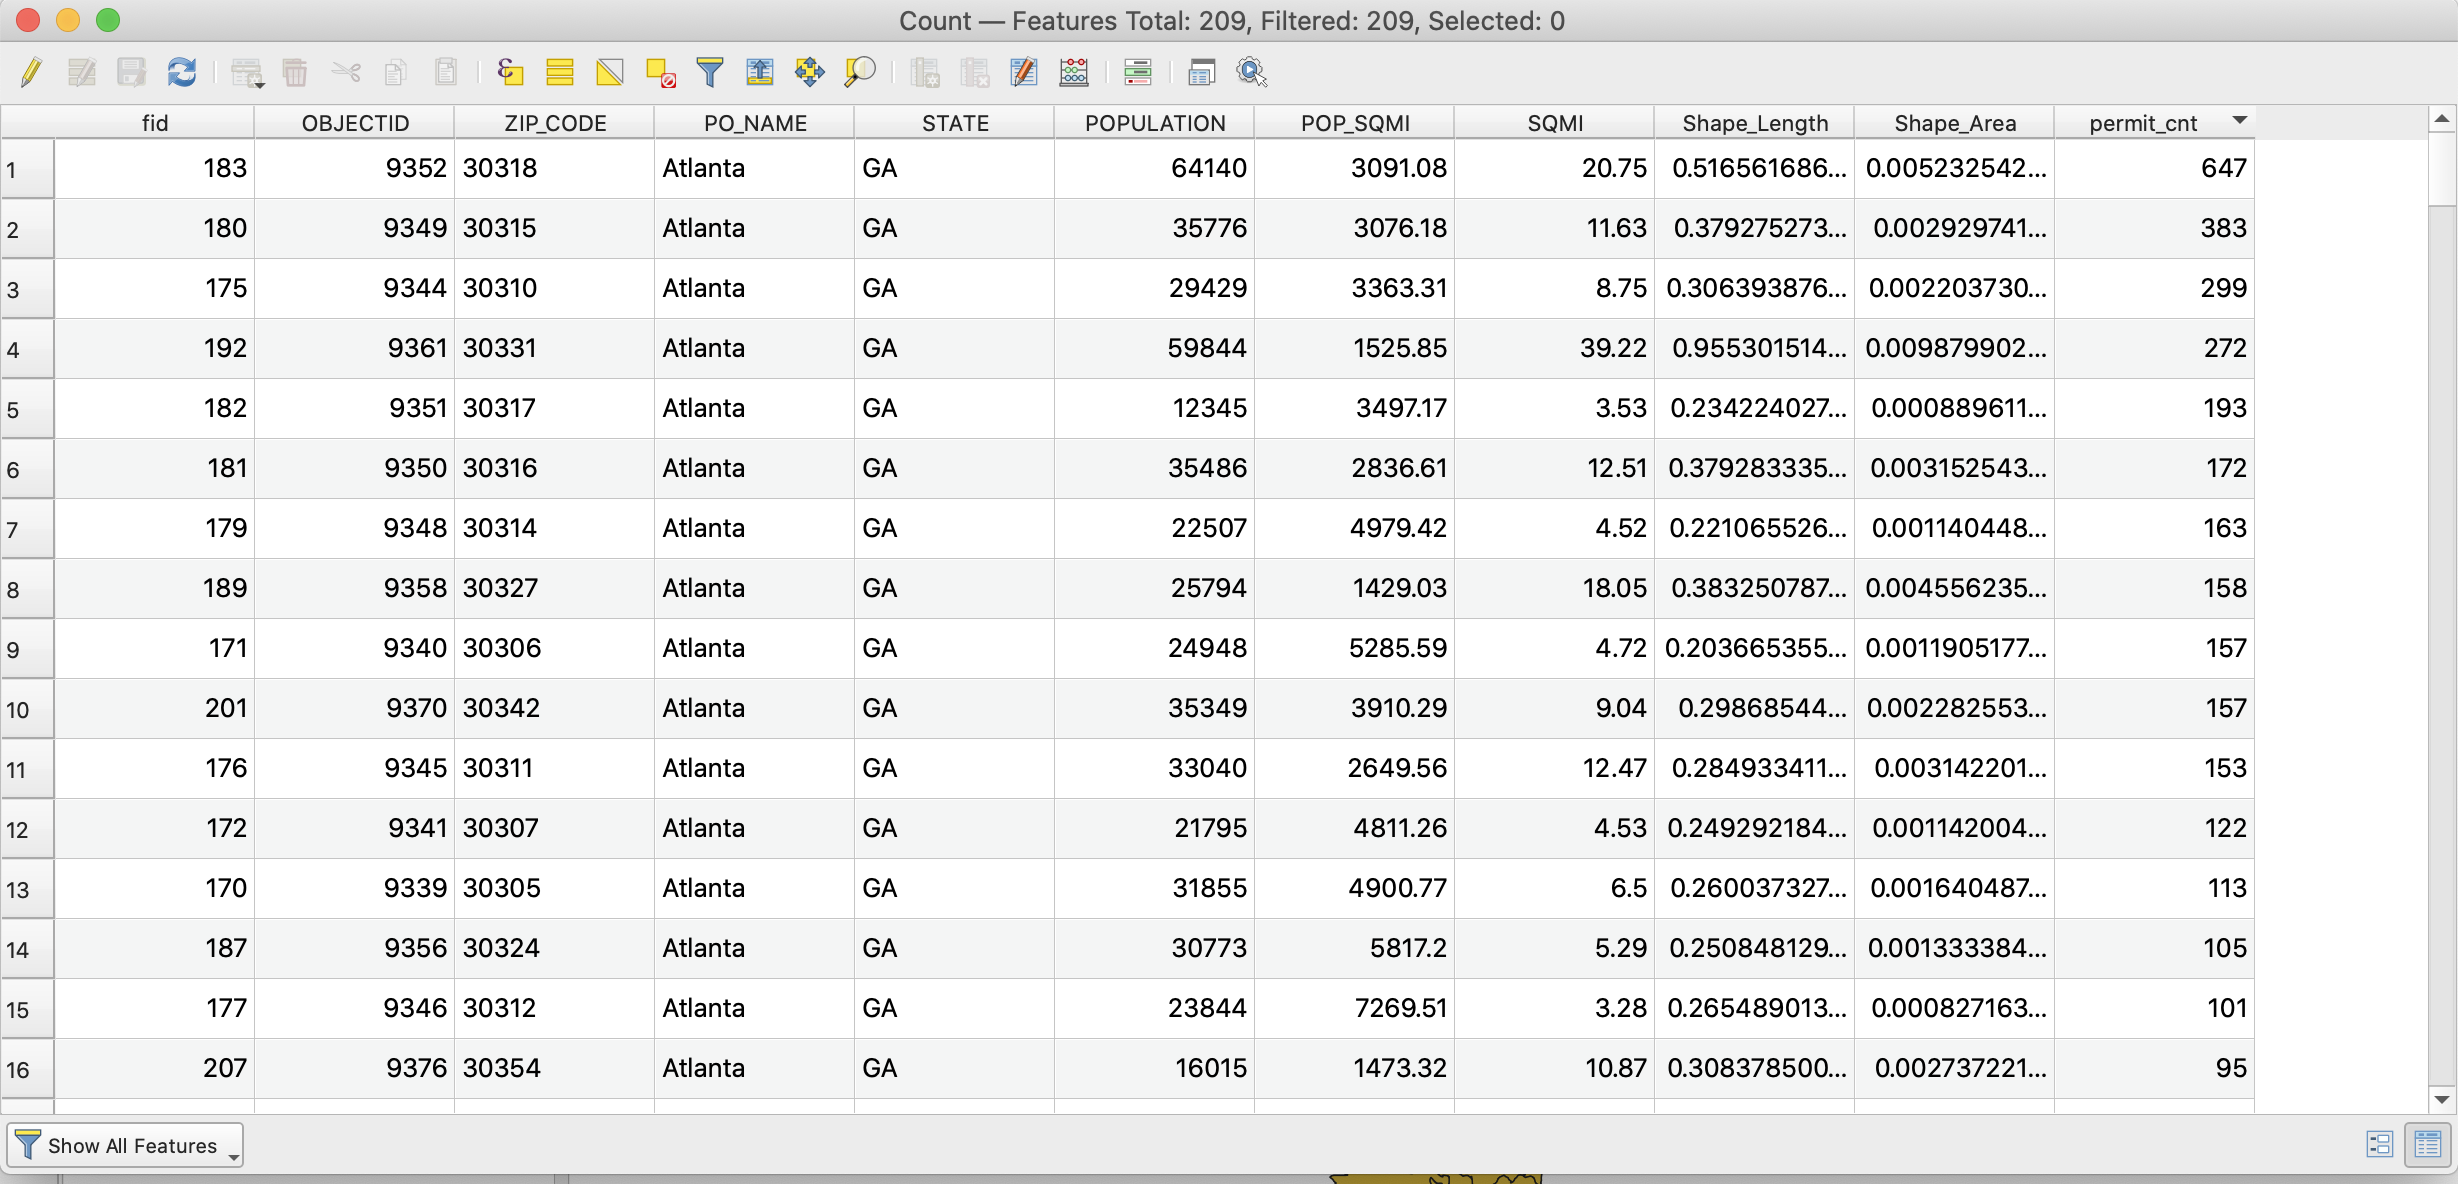 Count — Features Total: 209, Filtered: 209, Selected: 0
fid OBJECTID ZIP_CODE PO_NAME STATE POPULATION POP_SQMI SQMI Shape_Length Shape_Area permit_cnt
1 183 9352 30318 Atlanta GA 64140 3091.08 20.75 0.516561686... 0.005232542... 647
2 180 9349 30315 Atlanta GA 35776 3076.18 11.63 0.379275273... 0.002929741... 383
3 175 9344 30310 Atlanta GA 29429 3363.31 8.75 0.306393876... 0.002203730... 299
4 192 9361 30331 Atlanta GA 59844 1525.85 39.22 0.955301514... 0.009879902... 272
5 182 9351 30317 Atlanta GA 12345 3497.17 3.53 0.234224027... 0.000889611... 193
6 181 9350 30316 Atlanta GA 35486 2836.61 12.51 0.379283335... 0.003152543... 172
7 179 9348 30314 Atlanta GA 22507 4979.42 4.52 0.221065526... 0.001140448... 163
8 189 9358 30327 Atlanta GA 25794 1429.03 18.05 0.383250787... 0.004556235... 158
9 171 9340 30306 Atlanta GA 24948 5285.59 4.72 0.203665355... 0.0011905177... 157
10 201 9370 30342 Atlanta GA 35349 3910.29 9.04 0.29868544... 0.002282553... 157
11 176 9345 30311 Atlanta GA 33040 2649.56 12.47 0.284933411... 0.003142201... 153
12 172 9341 30307 Atlanta GA 21795 4811.26 4.53 0.249292184... 0.001142004... 122
13 170 9339 30305 Atlanta GA 31855 4900.77 6.5 0.260037327... 0.001640487... 113
14 187 9356 30324 Atlanta GA 30773 5817.2 5.29 0.250848129... 0.001333384... 105
15 177 9346 30312 Atlanta GA 23844 7269.51 3.28 0.265489013... 0.000827163... 101
16 207 9376 30354 Atlanta GA 16015 1473.32 10.87 0.308378500... 0.002737221... 95
Show All Features